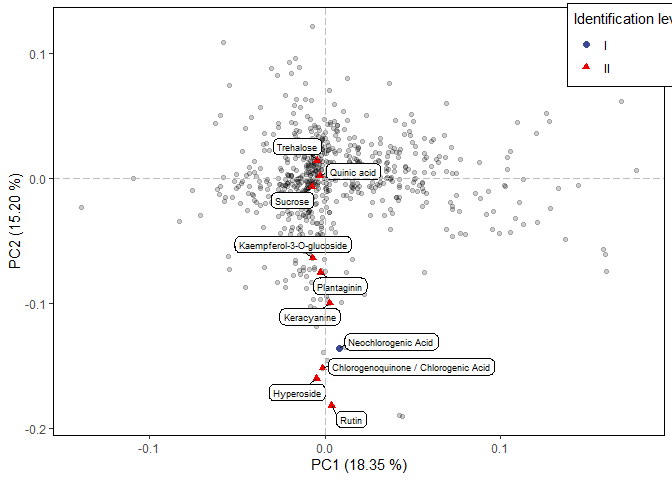 Identification lev
I
II
0.1
0.0
-0.1
-0.2
PC2 (15.20 %)
Trehalose
Quinic acid
Sucrose
Kaempferol-3-O-glucoside
Plantaginin
Keracyanine
Neochlorogenic Acid
Chlorogenoquinone / Chlorogenic Acid
Hyperoside
Rutin
-0.1
0.0
0.1
PC1 (18.35 %)